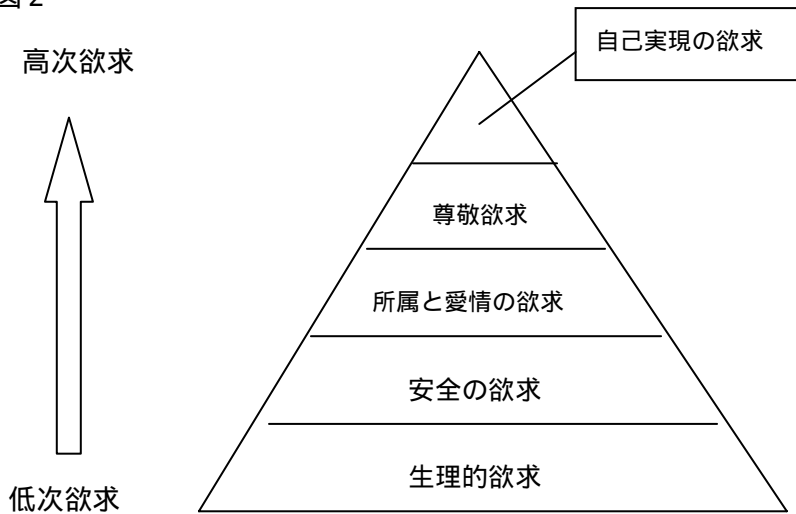 図2
高次欲求
自己実現の欲求
尊敬欲求
所属と愛情の欲求
安全の欲求
生理的欲求
低次欲求